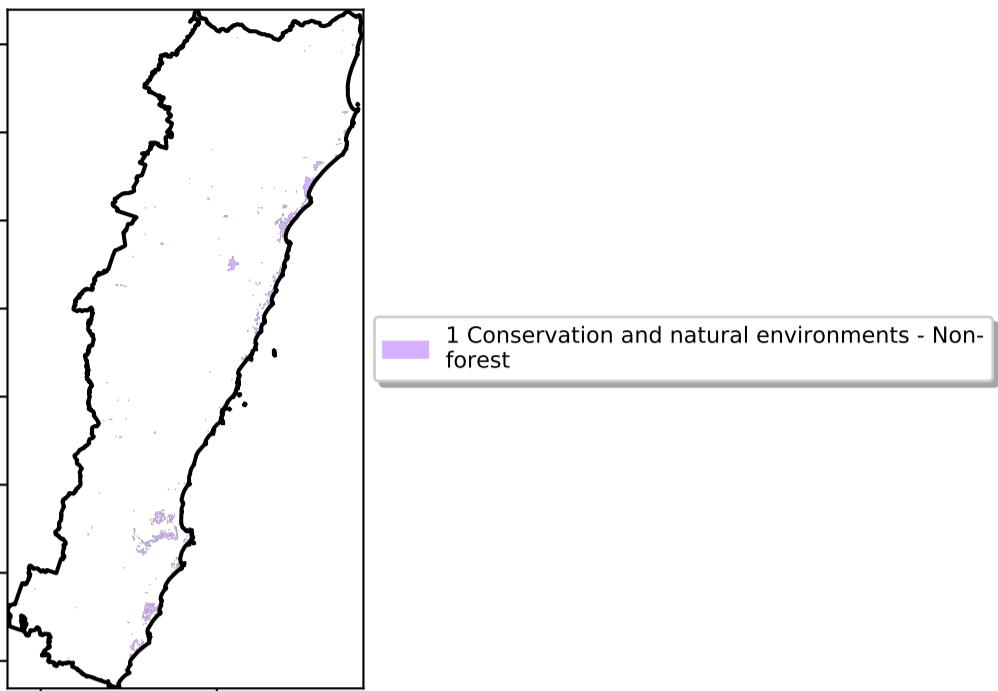 1 Conservation and natural environments - Non-
forest